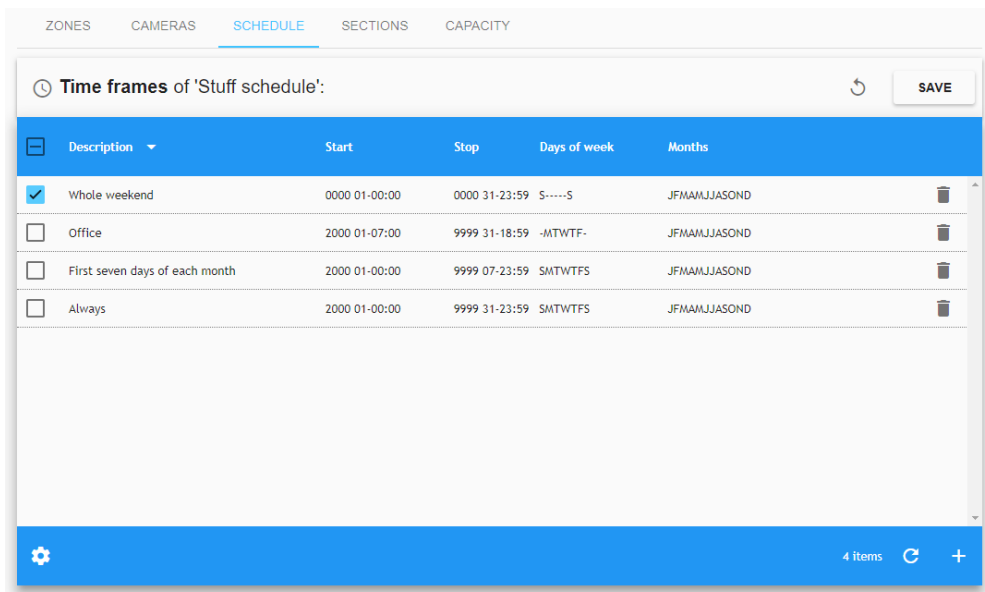 ZONES CAMERAS SCHEDULE SECTIONS CAPACITY
Time frames of 'Stuff schedule':
SAVE
Description Start Stop Days of week Months
Whole weekend 0000 01-00:00 0000 31-23:59 S-----S JFMAMJJASOND
Office 2000 01-07:00 9999 31-18:59 -MTWTF- JFMAMJJASOND
First seven days of each month 2000 01-00:00 9999 07-23:59 SMTWTFS JFMAMJJASOND
Always 2000 01-00:00 9999 31-23:59 SMTWTFS JFMAMJJASOND
4 items